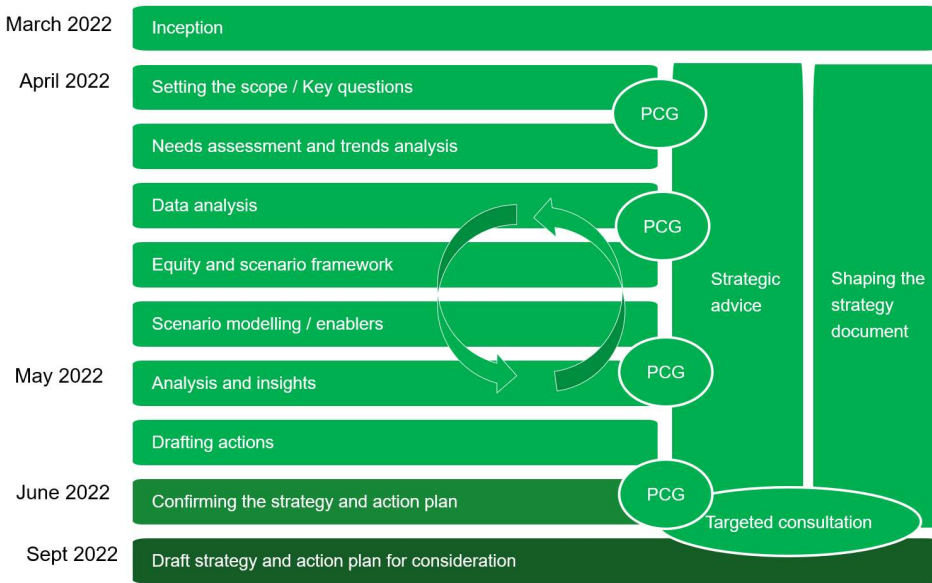 March 2022
Inception
April 2022
Setting the scope / Key questions
PCG
Needs assessment and trends analysis
Data analysis
PCG
Equity and scenario framework
Strategic
advice
Shaping the
strategy
document
Scenario modelling / enablers
May 2022
Analysis and insights
PCG
Drafting actions
June 2022
Confirming the strategy and action plan
PCG
Targeted consultation
Sept 2022
Draft strategy and action plan for consideration